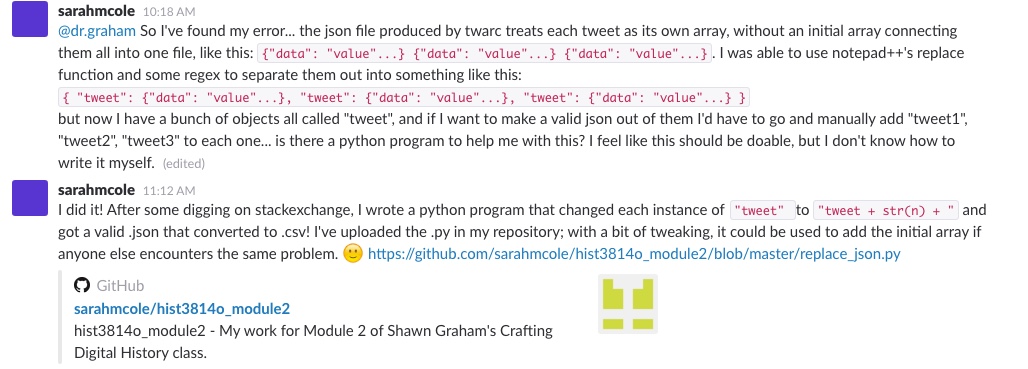 sarahmcole 10:18 AM
@dr.graham So I've found my error... the json file produced by twarc treats each tweet as its own array, without an initial array connecting
them all into one file, like this: {"data": "value"...} {"data": "value"...} {"data": "value"...} . I was able to use notepad++'s replace
function and some regex to separate them out into something like this:
{ "tweet": {"data": "value"...}, "tweet": {"data": "value"...}, "tweet": {"data": "value"...} }
but now I have a bunch of objects all called "tweet", and if I want to make a valid json out of them I'd have to go and manually add "tweet1",
"tweet2", "tweet3" to each one... is there a python program to help me with this? I feel like this should be doable, but I don't know how to
write it myself. (edited)
sarahmcole 11:12 AM
I did it! After some digging on stackexchange, I wrote a python program that changed each instance of "tweet" to "tweet + str(n) + " and
got a valid .json that converted to .csv! I've uploaded the .py in my repository; with a bit of tweaking, it could be used to add the initial array if
anyone else encounters the same problem. https://github.com/sarahmcole/hist3814o_module2/blob/master/replace_json.py
GitHub
sarahmcole/hist3814o_module2
hist3814o_module2 - My work for Module 2 of Shawn Graham's Crafting
Digital History class.